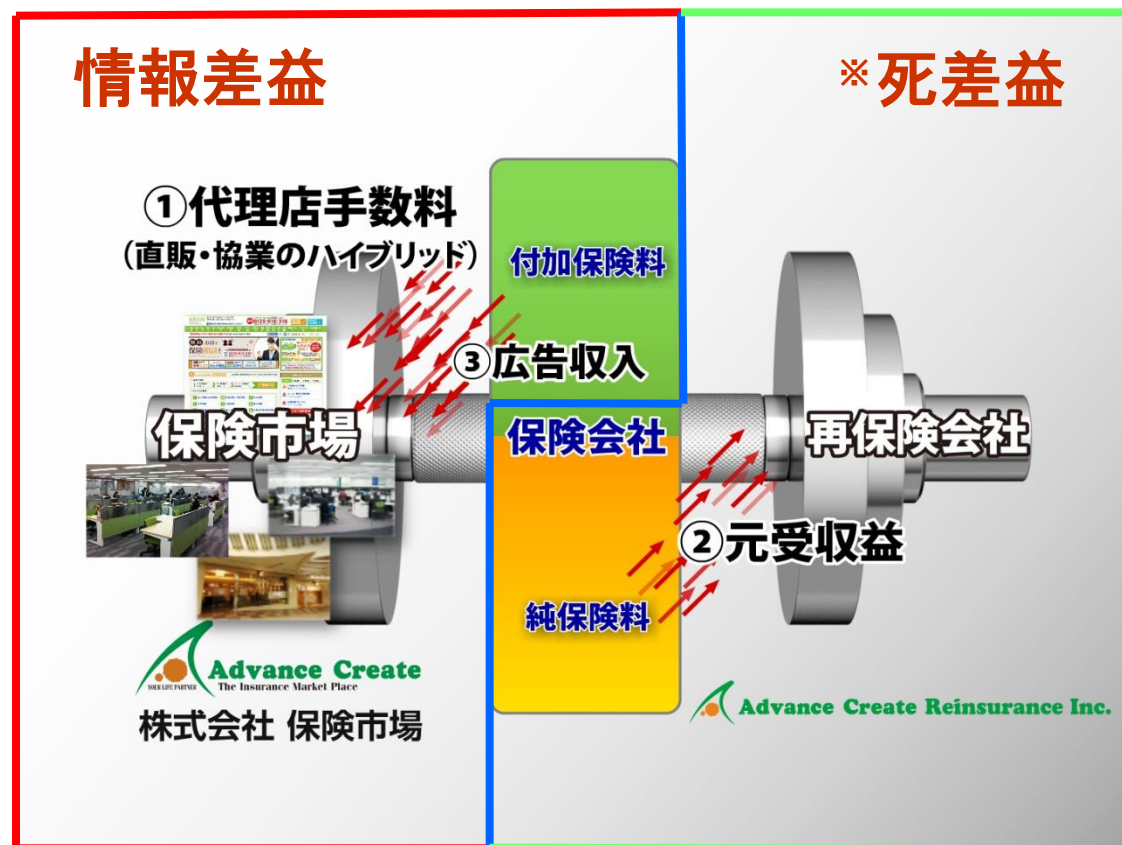 情報差益
※死差益
①代理店手数料
（直販・協業のハイブリッド）
付加保険料
③広告収入
保険市場
保険会社
再保険会社
②元受収益
純保険料
Advance Create
YOUR LIFE PARTNER
The Insurance Market Place
株式会社 保険市場
Advance Create Reinsurance Inc.